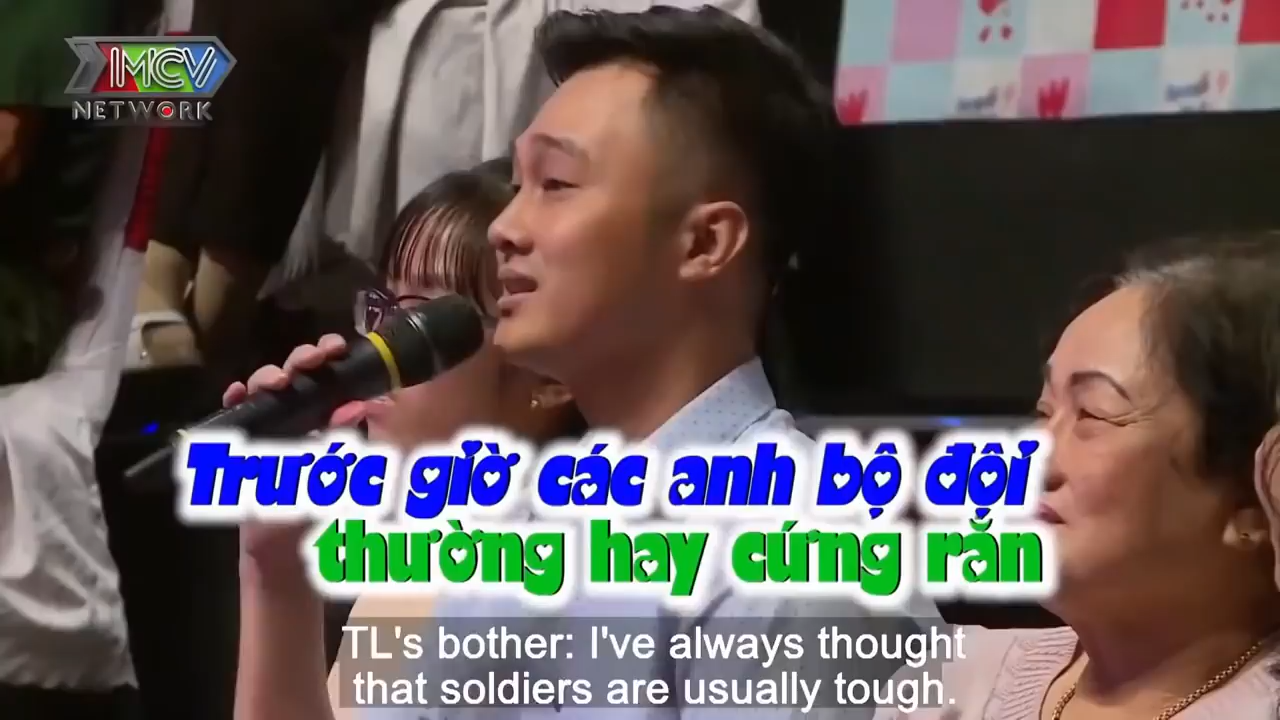 MCV
NETWORK
Trước giờ các anh bộ đội
thường hay cứng rắn
TL's bother: I've always thought
that soldiers are usually tough.